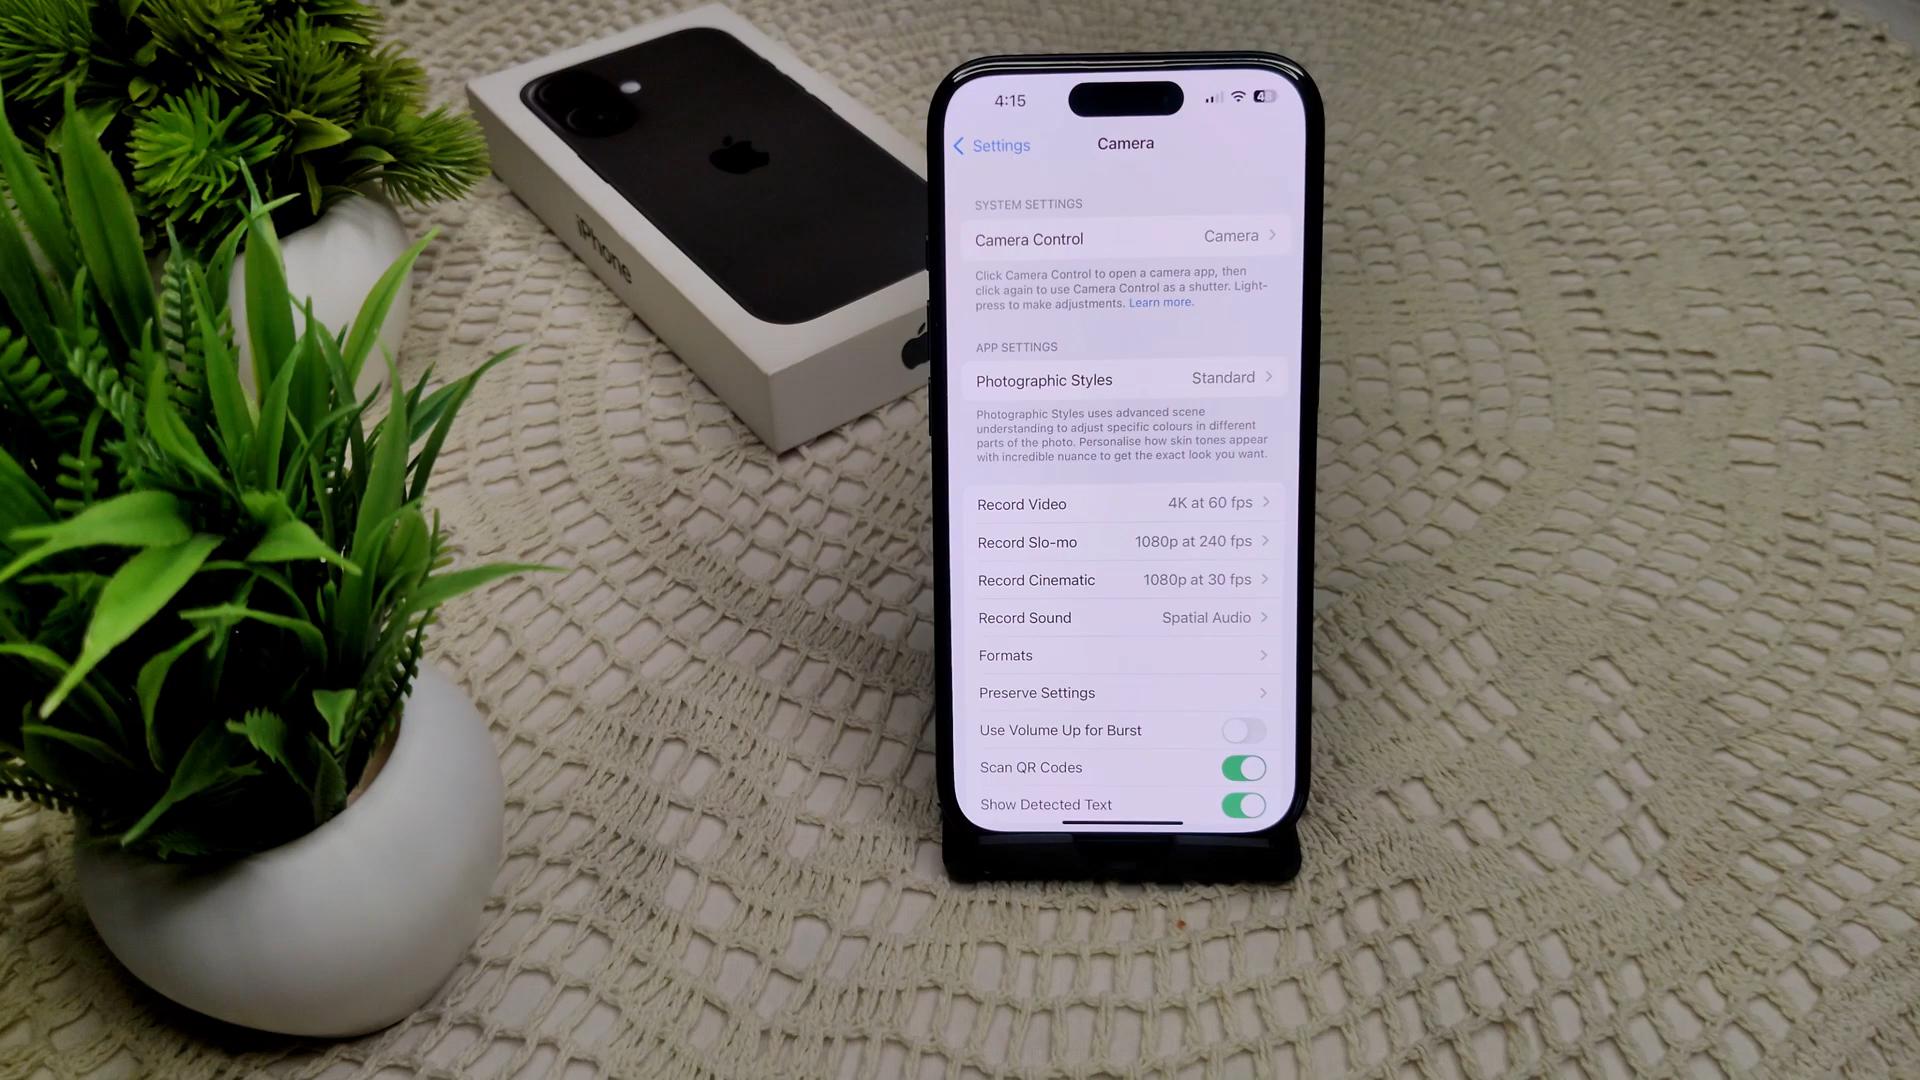 iPhone
4:15
Settings
Camera
SYSTEM SETTINGS
Camera Control Camera
Click Camera Control to open a camera app, then
click again to use Camera Control as a shutter. Light-
press to make adjustments. Learn more.
APP SETTINGS
Photographic Styles Standard
Photographic Styles uses advanced scene
understanding to adjust specific colours in different
parts of the photo. Personalise how skin tones appear
with incredible nuance to get the exact look you want.
Record Video 4K at 60 fps
Record Slo-mo 1080p at 240 fps
Record Cinematic 1080p at 30 fps
Record Sound Spatial Audio
Formats
Preserve Settings
Use Volume Up for Burst
Scan QR Codes
Show Detected Text